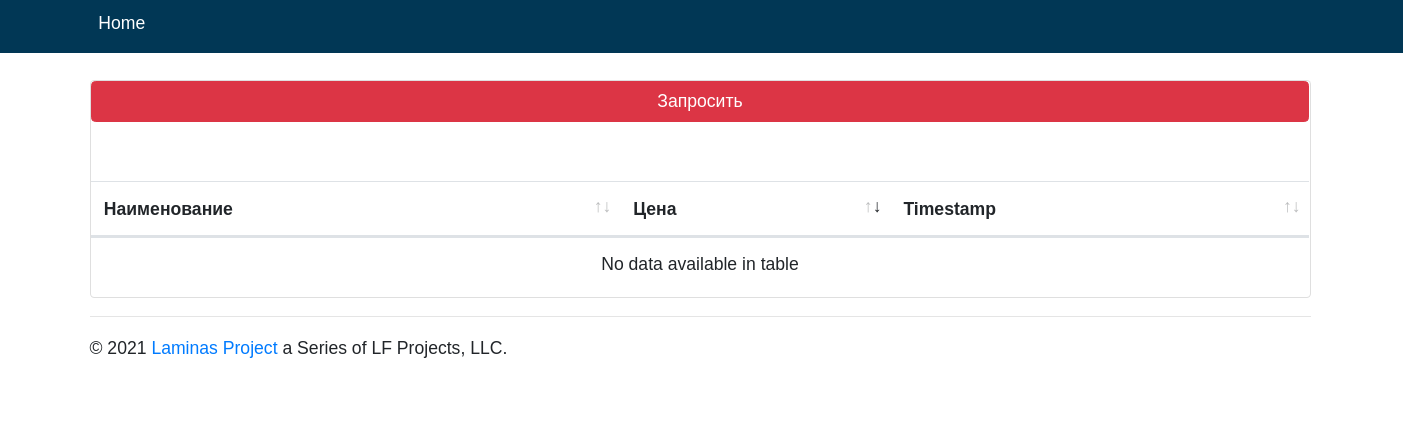 Home
Запросить
Наименование ↑↓ Цена ↑↓ Timestamp ↑↓
No data available in table
© 2021 Laminas Project a Series of LF Projects, LLC.